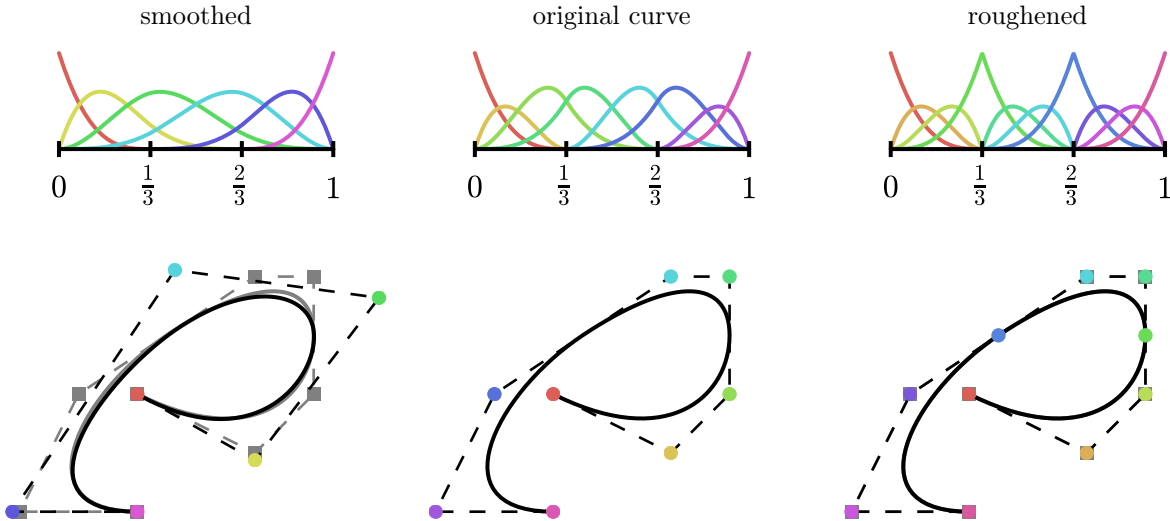 smoothed original curve roughened
0 1/3 2/3 1 0 1/3 2/3 1 0 1/3 2/3 1